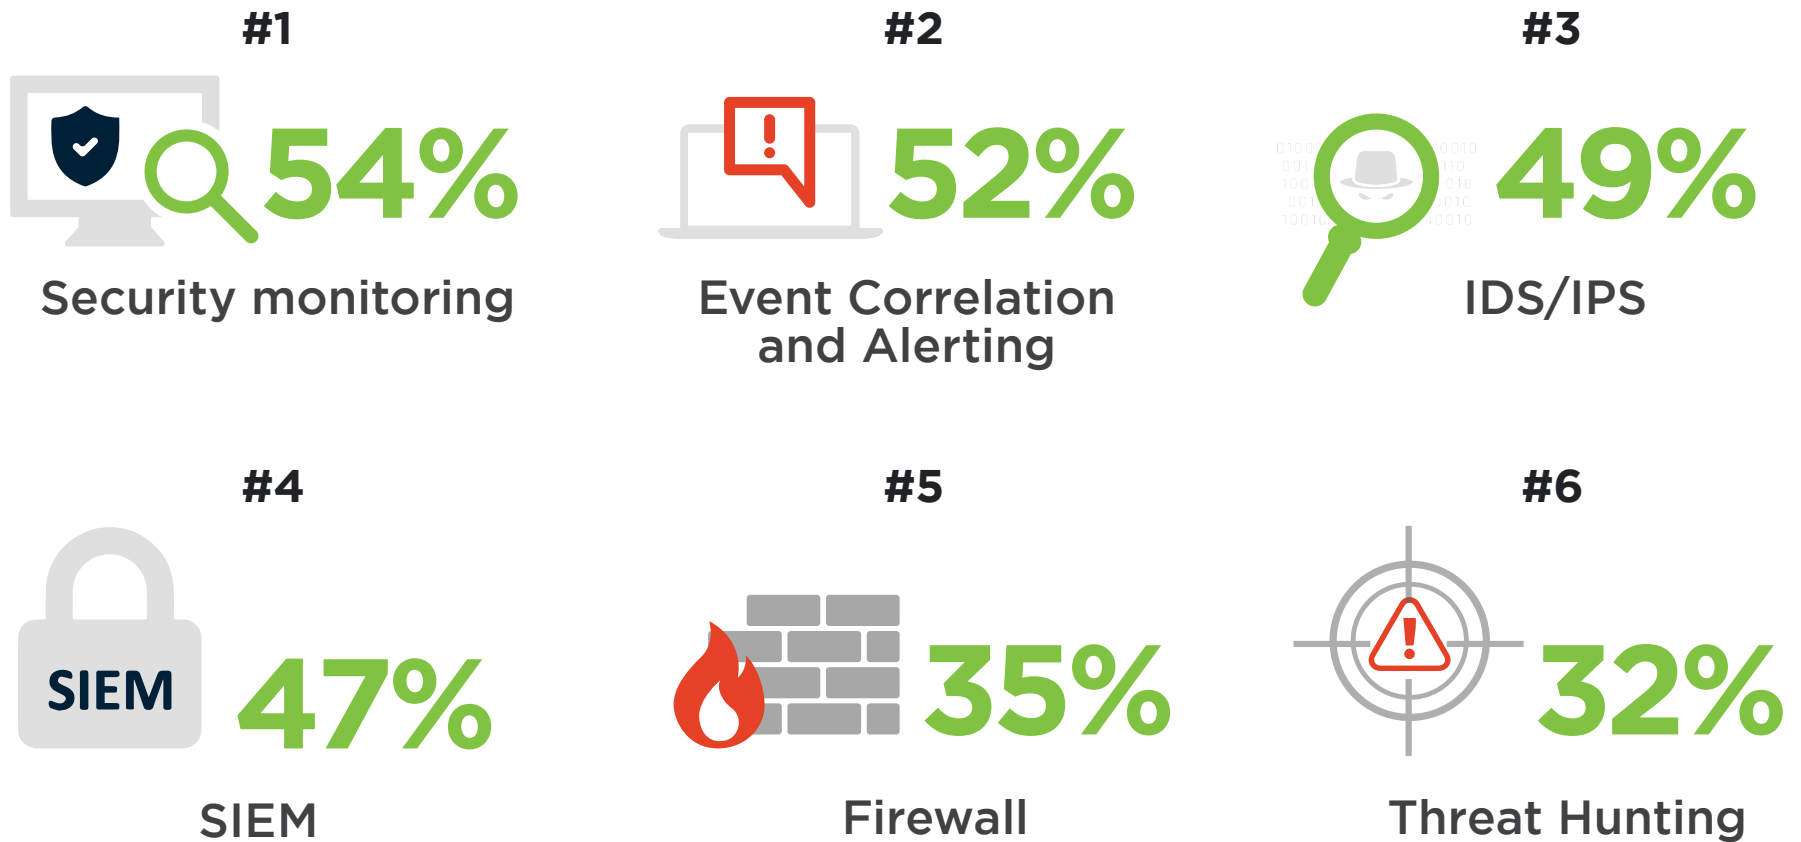 #1
54%
Security monitoring
#2
52%
Event Correlation
and Alerting
#3
49%
IDS/IPS
#4
SIEM
47%
SIEM
#5
35%
Firewall
#6
32%
Threat Hunting